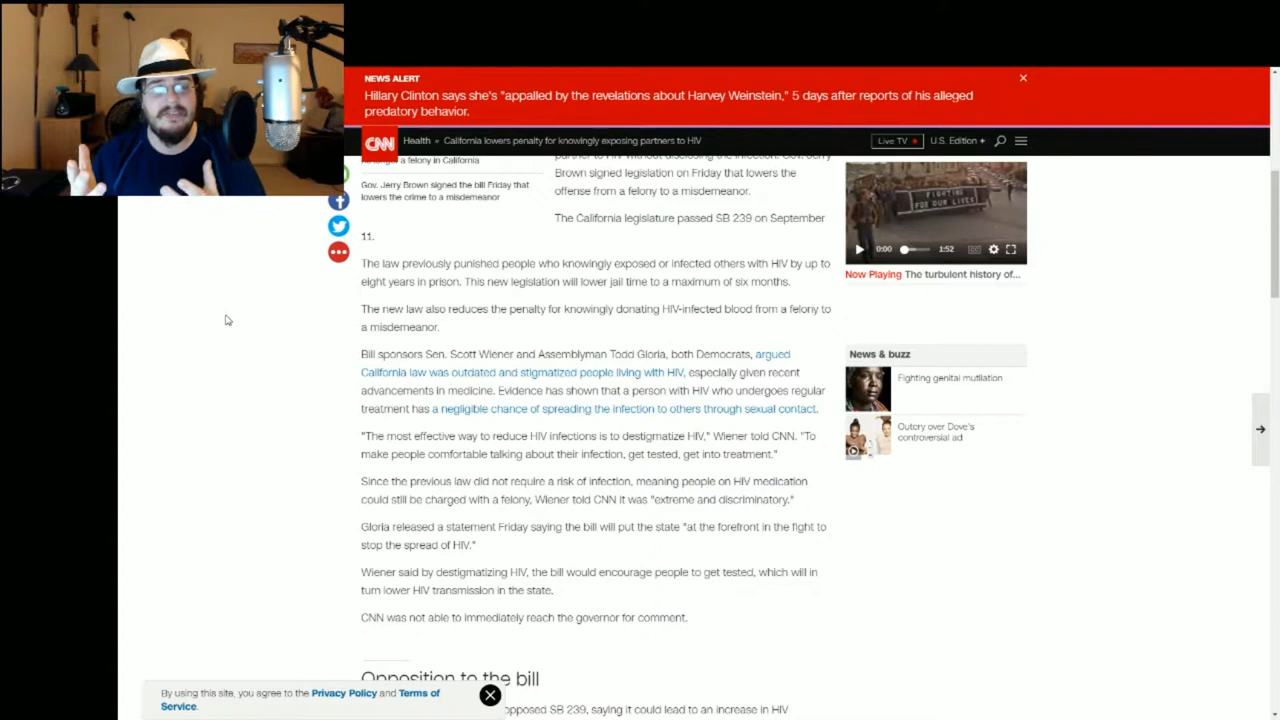 NEWS ALERT
Hillary Clinton says she's "appalled by the revelations about Harvey Weinstein," 5 days after reports of his alleged
predatory behavior.
CNN Health » California lowers penalty for knowingly exposing partners to HIV
Live TV
U.S. Edition +
a felony in California
Gov. Jerry Brown signed the bill Friday that
lowers the crime to a misdemeanor
partner to HIV without disclosing the infection. Gov. Jerry
Brown signed legislation on Friday that lowers the
offense from a felony to a misdemeanor.
The California legislature passed SB 239 on September
11.
The law previously punished people who knowingly exposed or infected others with HIV by up to
eight years in prison. This new legislation will lower jail time to a maximum of six months.
The new law also reduces the penalty for knowingly donating HIV-infected blood from a felony to
a misdemeanor.
Bill sponsors Sen. Scott Wiener and Assemblyman Todd Gloria, both Democrats, argued
California law was outdated and stigmatized people living with HIV, especially given recent
advancements in medicine. Evidence has shown that a person with HIV who undergoes regular
treatment has a negligible chance of spreading the infection to others through sexual contact.
"The most effective way to reduce HIV infections is to destigmatize HIV," Wiener told CNN. "To
make people comfortable talking about their infection, get tested, get into treatment."
Since the previous law did not require a risk of infection, meaning people on HIV medication
could still be charged with a felony, Wiener told CNN it was "extreme and discriminatory."
Gloria released a statement Friday saying the bill will put the state "at the forefront in the fight to
stop the spread of HIV."
Wiener said by destigmatizing HIV, the bill would encourage people to get tested, which will in
turn lower HIV transmission in the state.
CNN was not able to immediately reach the governor for comment.
Opposition to the bill
opposed SB 239, saying it could lead to an increase in HIV
FIGHTING
FOR OUR LIVES
0:00
1:52
Now Playing The turbulent history of...
News & buzz
Fighting genital mutilation
Outcry over Dove's
controversial ad
By using this site, you agree to the Privacy Policy and Terms of
Service.